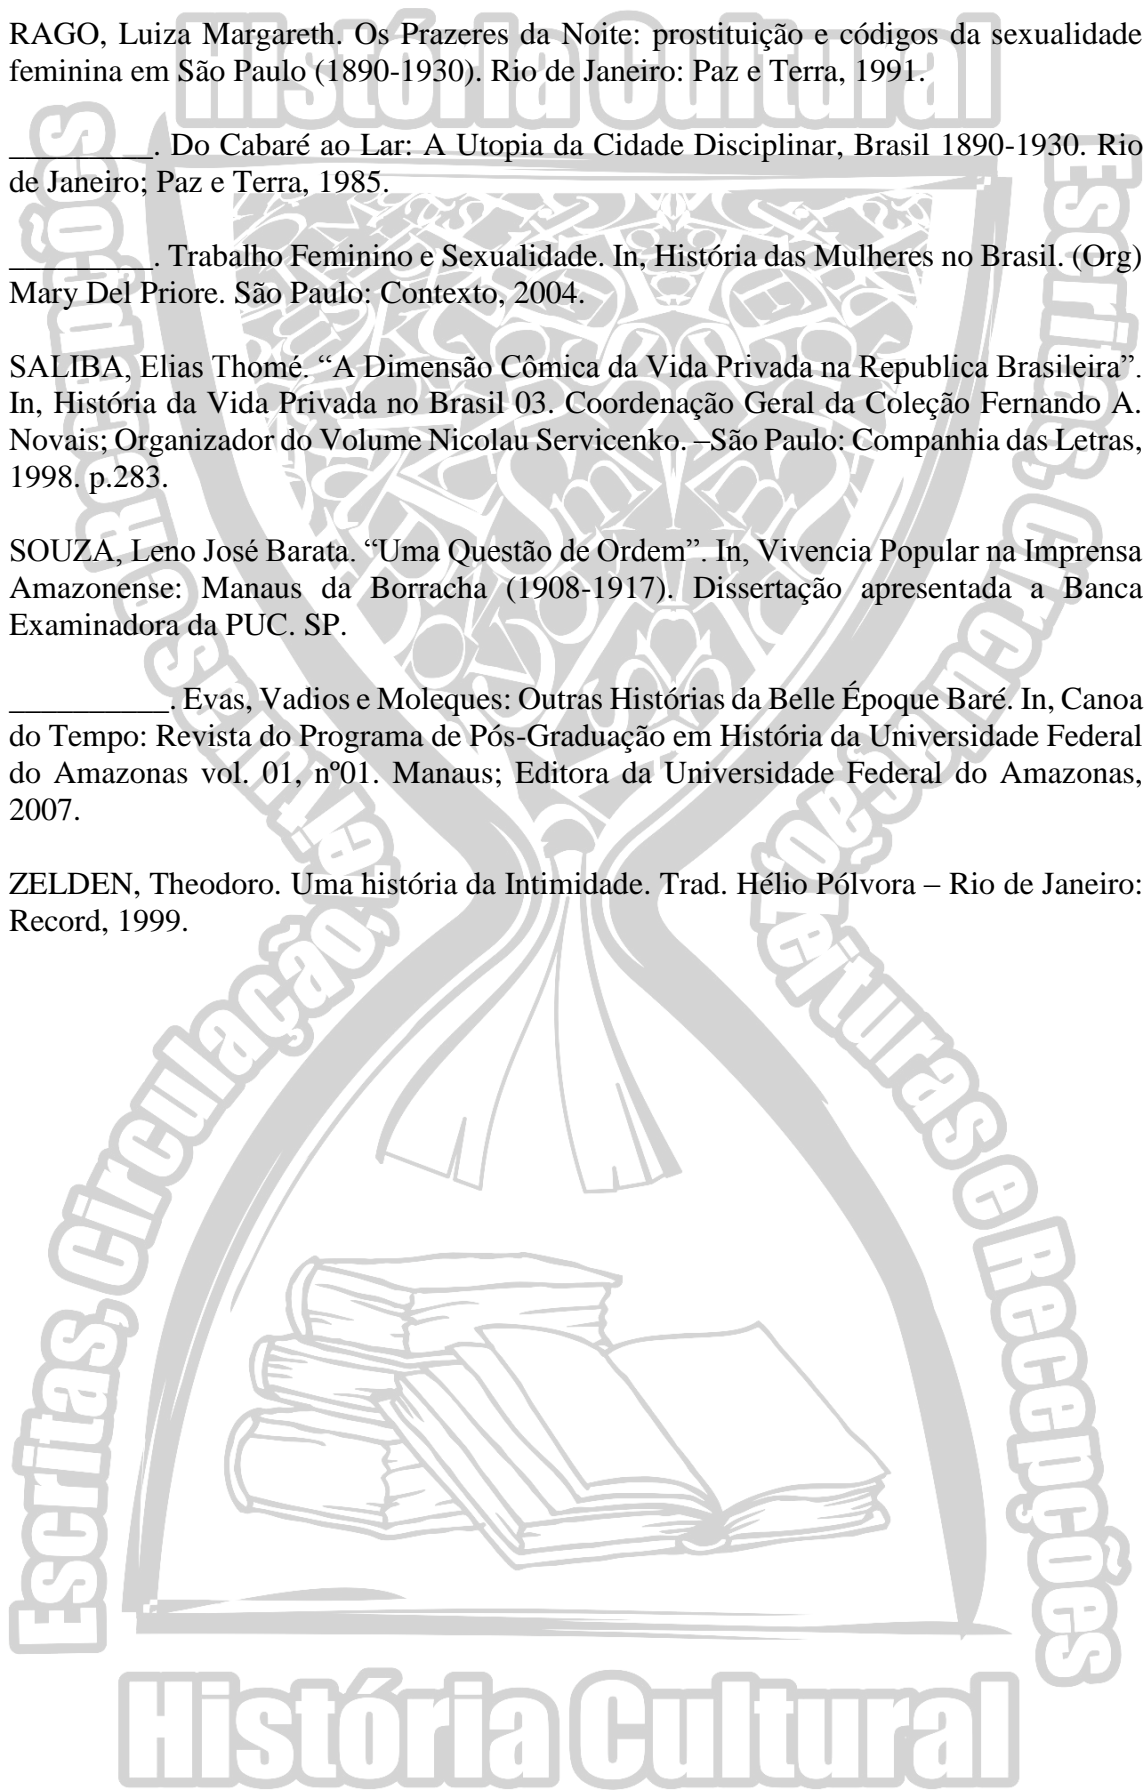 RAGO, Luiza Margareth. Os Prazeres da Noite: prostituição e códigos da sexualidade
feminina em São Paulo (1890-1930). Rio de Janeiro: Paz e Terra, 1991.
_________. Do Cabaré ao Lar: A Utopia da Cidade Disciplinar, Brasil 1890-1930. Rio
de Janeiro; Paz e Terra, 1985.
_________. Trabalho Feminino e Sexualidade. In, História das Mulheres no Brasil. (Org)
Mary Del Priore. São Paulo: Contexto, 2004.
SALIBA, Elias Thomé. “A Dimensão Cômica da Vida Privada na Republica Brasileira”.
In, História da Vida Privada no Brasil 03. Coordenação Geral da Coleção Fernando A.
Novais; Organizador do Volume Nicolau Servicenko. –São Paulo: Companhia das Letras,
1998. p.283.
SOUZA, Leno José Barata. “Uma Questão de Ordem”. In, Vivencia Popular na Imprensa
Amazonense: Manaus da Borracha (1908-1917). Dissertação apresentada a Banca
Examinadora da PUC. SP.
__________. Evas, Vadios e Moleques: Outras Histórias da Belle Époque Baré. In, Canoa
do Tempo: Revista do Programa de Pós-Graduação em História da Universidade Federal
do Amazonas vol. 01, nº01. Manaus; Editora da Universidade Federal do Amazonas,
2007.
ZELDEN, Theodoro. Uma história da Intimidade. Trad. Hélio Pólvora – Rio de Janeiro:
Record, 1999.
História Cultural
Escritas, Circulação,
Leituras e Recepções
Escritas, Circulação,
Leituras e Recepções
História Cultural